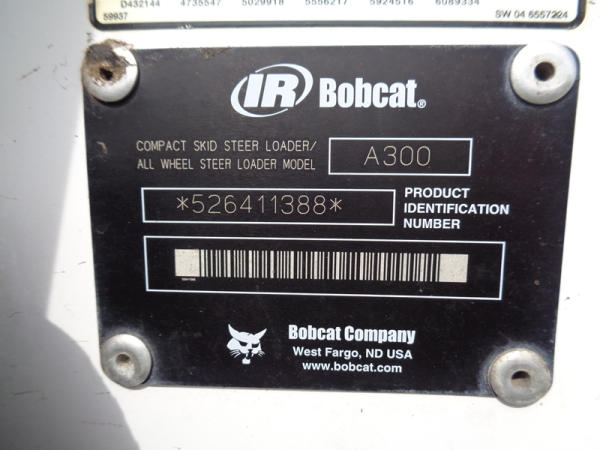 D432144 4735547 5029918 5556217 5924516 6089334
59937 SW 04 6557224
IR Bobcat®
COMPACT SKID STEER LOADER/
ALL WHEEL STEER LOADER MODEL
A300
*526411388*
PRODUCT
IDENTIFICATION
NUMBER
Bobcat Company
West Fargo, ND USA
www.bobcat.com